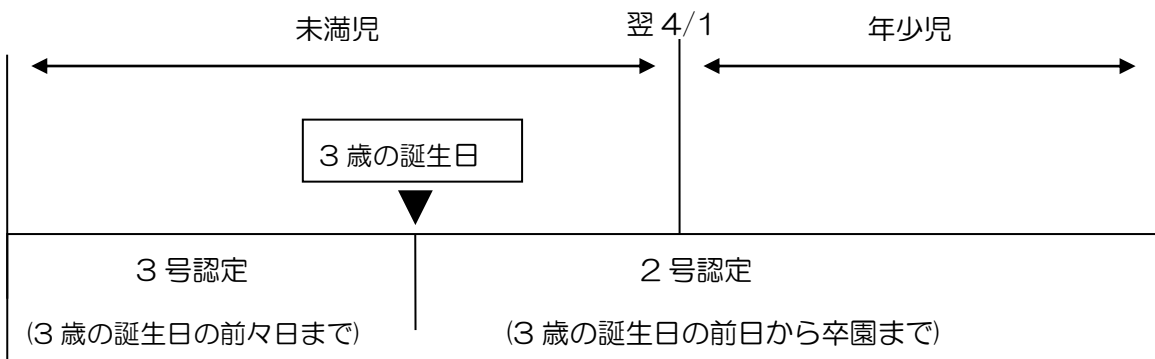 未満児
翌 4/1
年少児
３歳の誕生日
３号認定
２号認定
(３歳の誕生日の前々日まで)
(３歳の誕生日の前日から卒園まで)